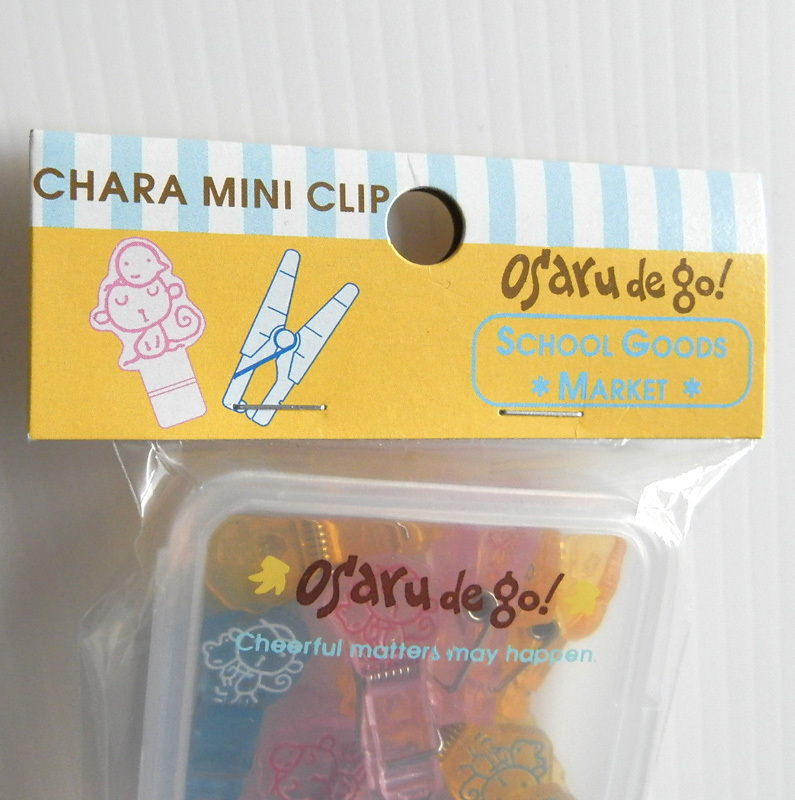 CHARA MINI CLIP
Osaru de go!
SCHOOL GOODS
*MARKET*
Osaru de go!
Cheerful matters may happen.